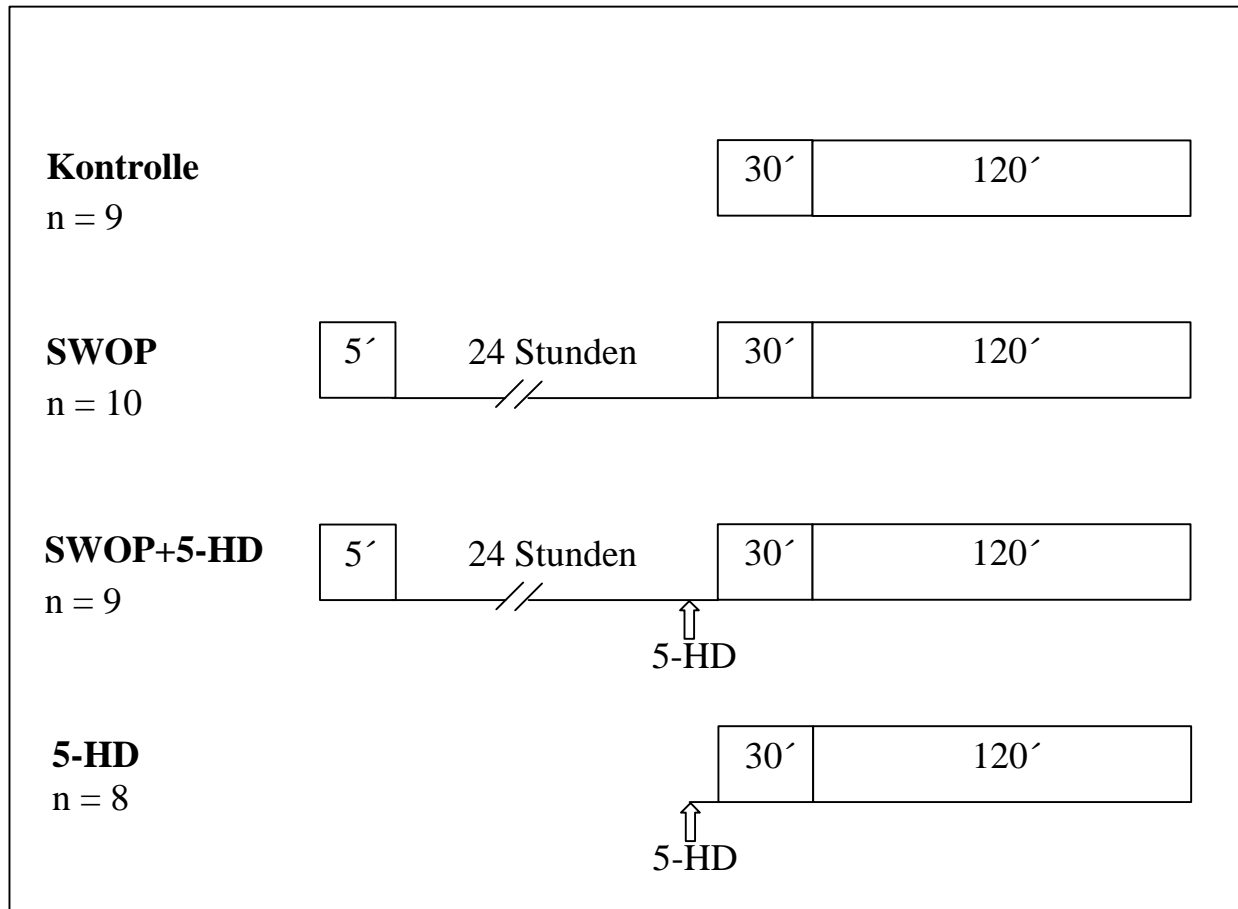 Kontrolle
n = 9
30´ 120´
SWOP
n = 10
5´ 24 Stunden 30´ 120´
SWOP+5-HD
n = 9
5´ 24 Stunden 30´ 120´
5-HD
5-HD
n = 8
30´ 120´
5-HD